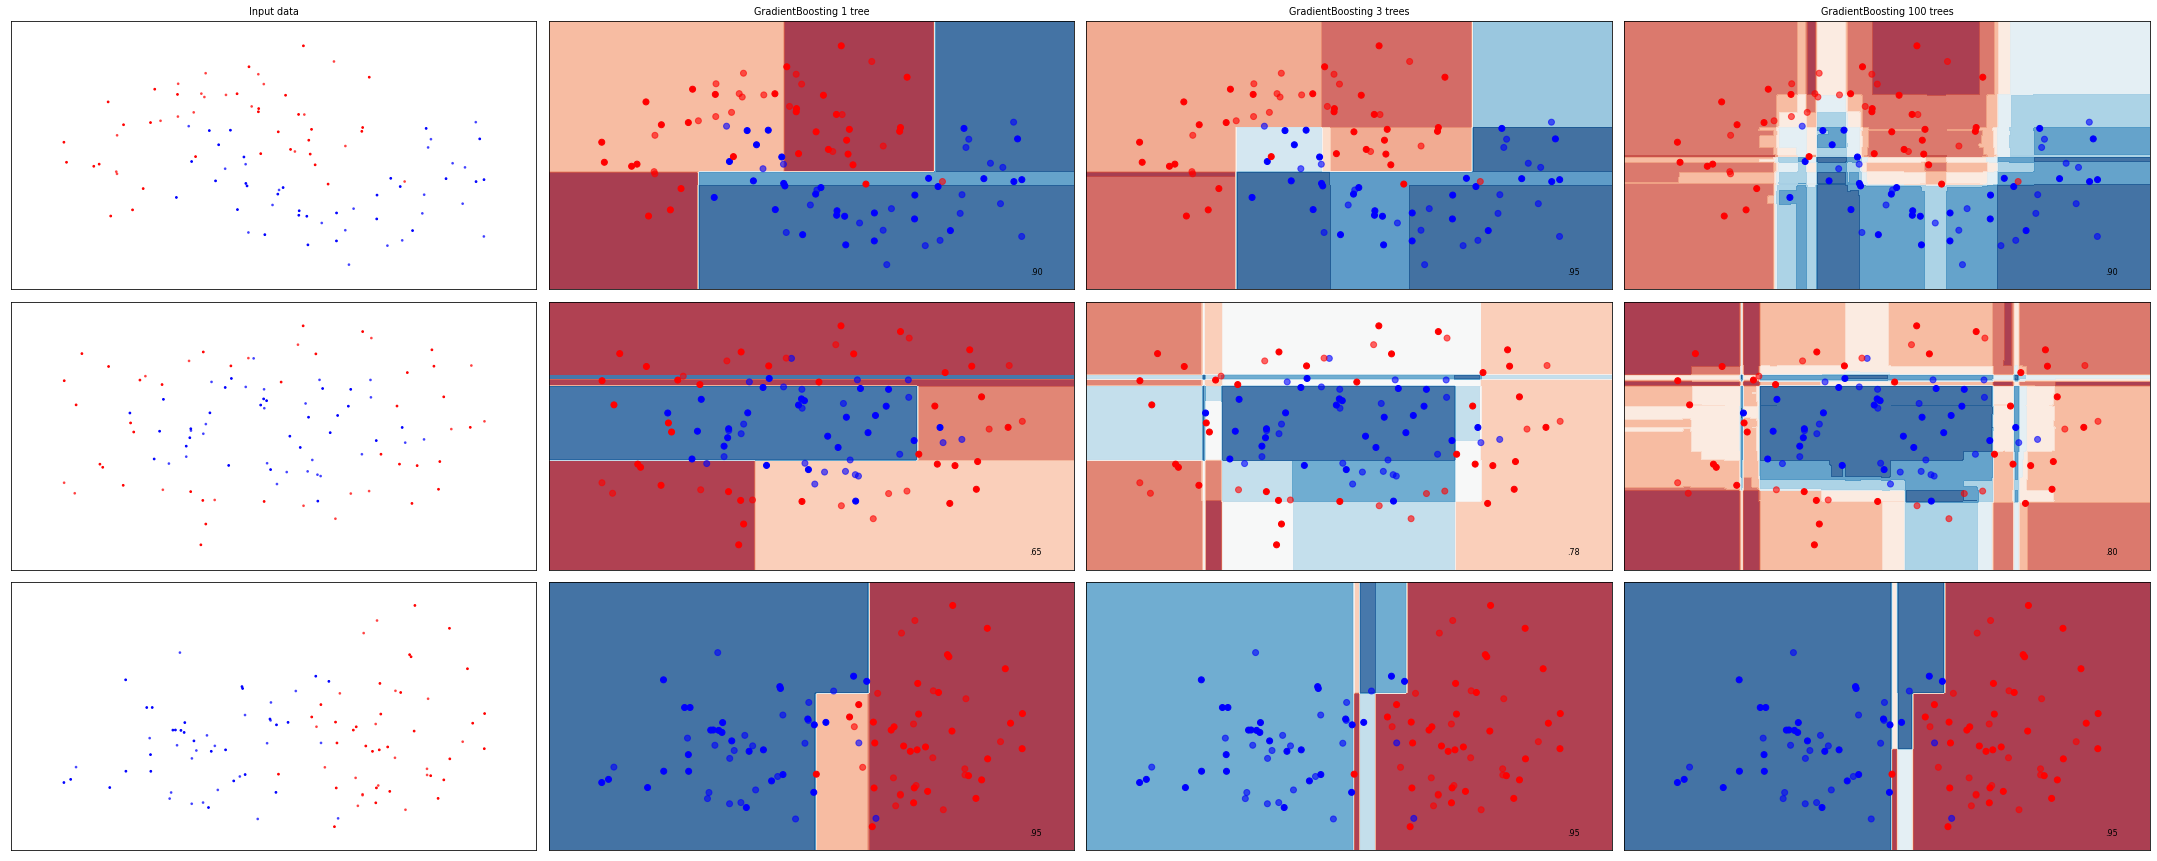 Input data
GradientBoosting 1 tree
GradientBoosting 3 trees
GradientBoosting 100 trees
.90
.95
.90
.65
.78
.80
.95
.95
.95